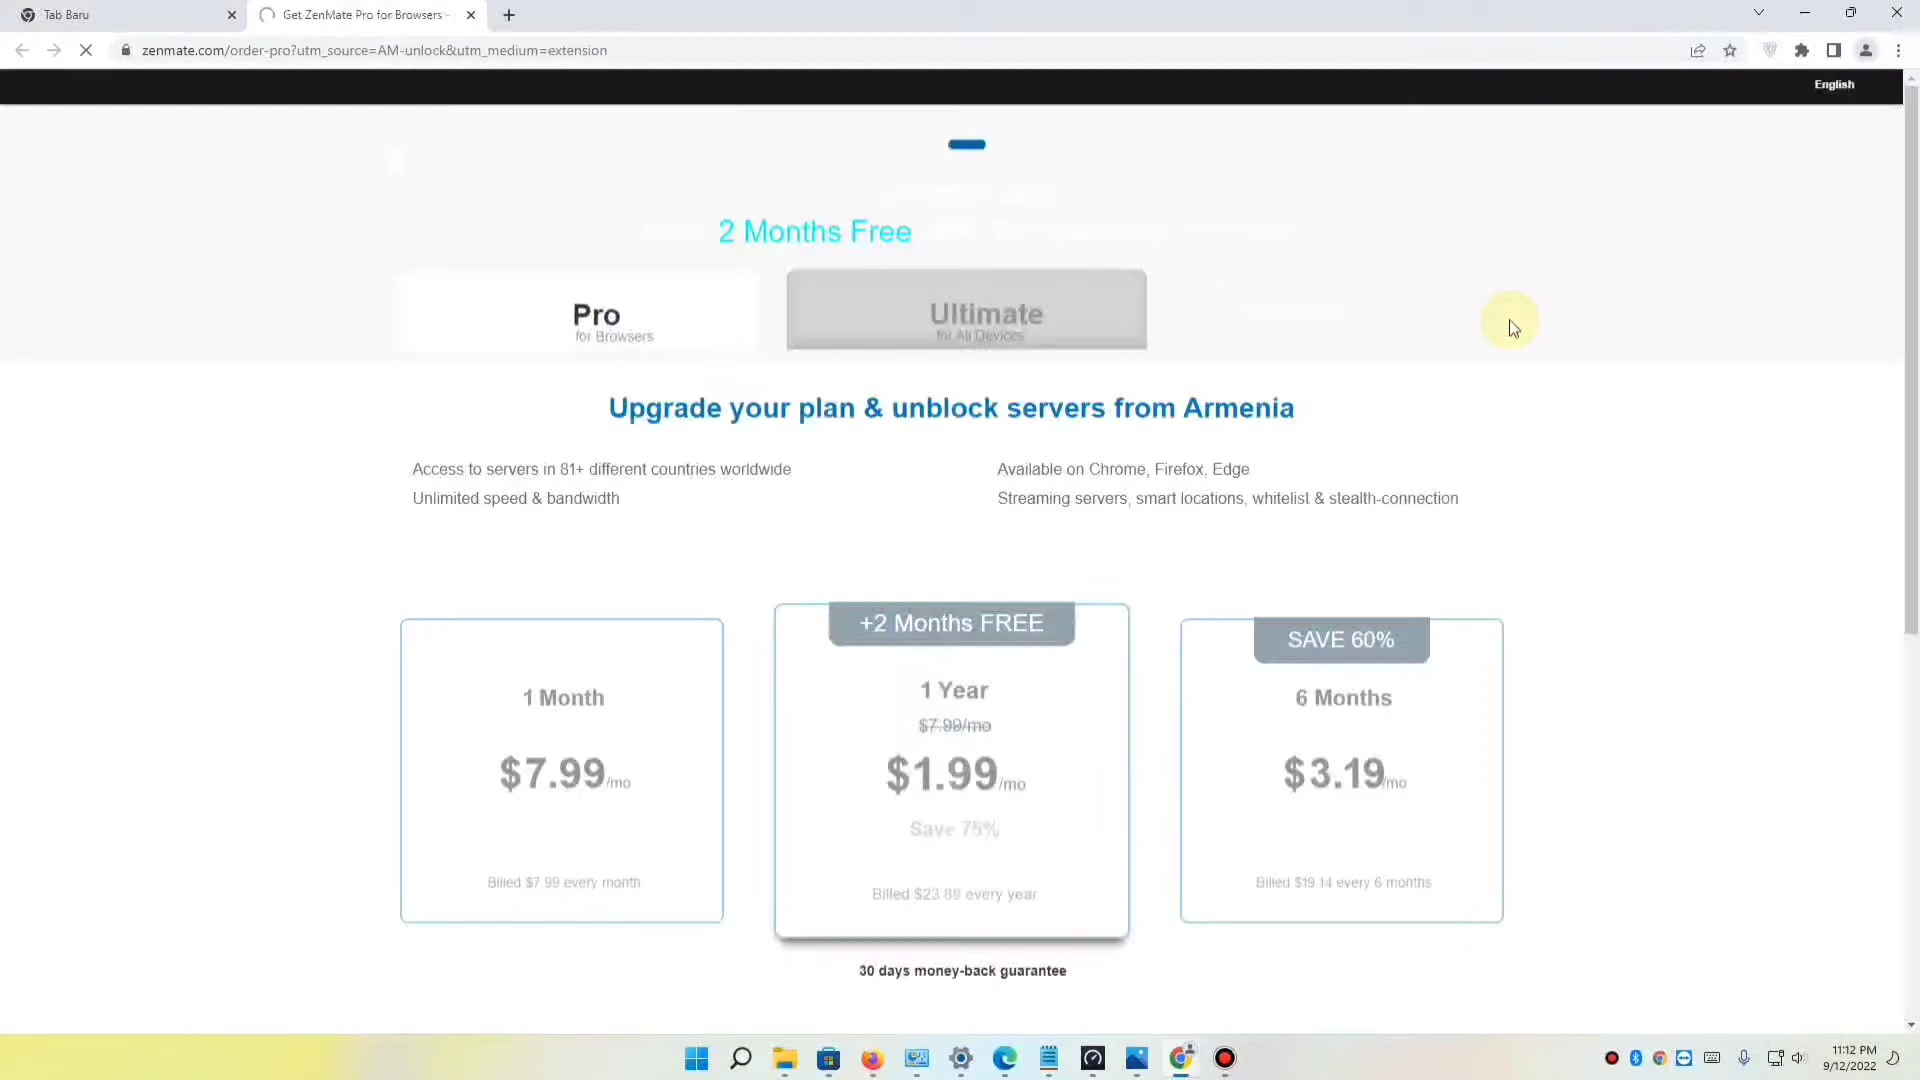 Tab Baru
Get ZenMate Pro for Browsers -
zenmate.com/order-pro?utm_source=AM-unlock&utm_medium=extension
English
2 Months Free
Pro
for Browsers
Ultimate
for All Devices
Upgrade your plan & unblock servers from Armenia
Access to servers in 81+ different countries worldwide
Available on Chrome, Firefox, Edge
Unlimited speed & bandwidth
Streaming servers, smart locations, whitelist & stealth-connection
1 Month
$7.99/mo
Billed $7.99 every month
+2 Months FREE
1 Year
$7.99/mo
$1.99/mo
Save 75%
Billed $23.88 every year
SAVE 60%
6 Months
$3.19/mo
Billed $19.14 every 6 months
30 days money-back guarantee
11:12 PM
9/12/2022